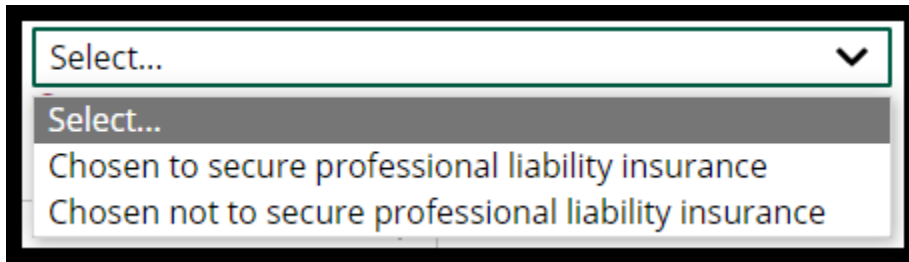 Select...
Select...
Chosen to secure professional liability insurance
Chosen not to secure professional liability insurance